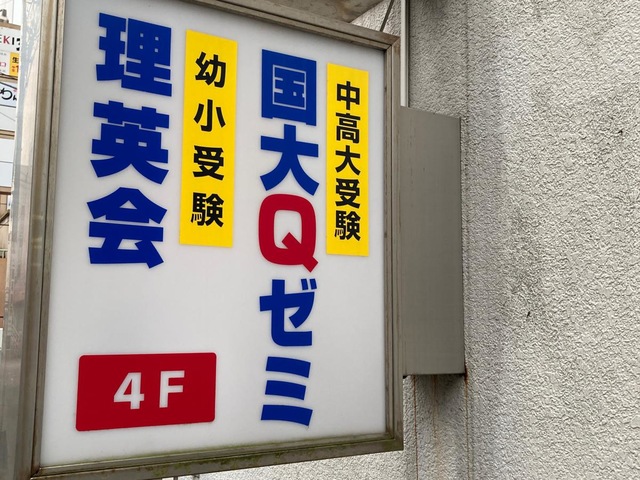 中高大受験
国大Qゼミ
幼小受験
理英会
4F